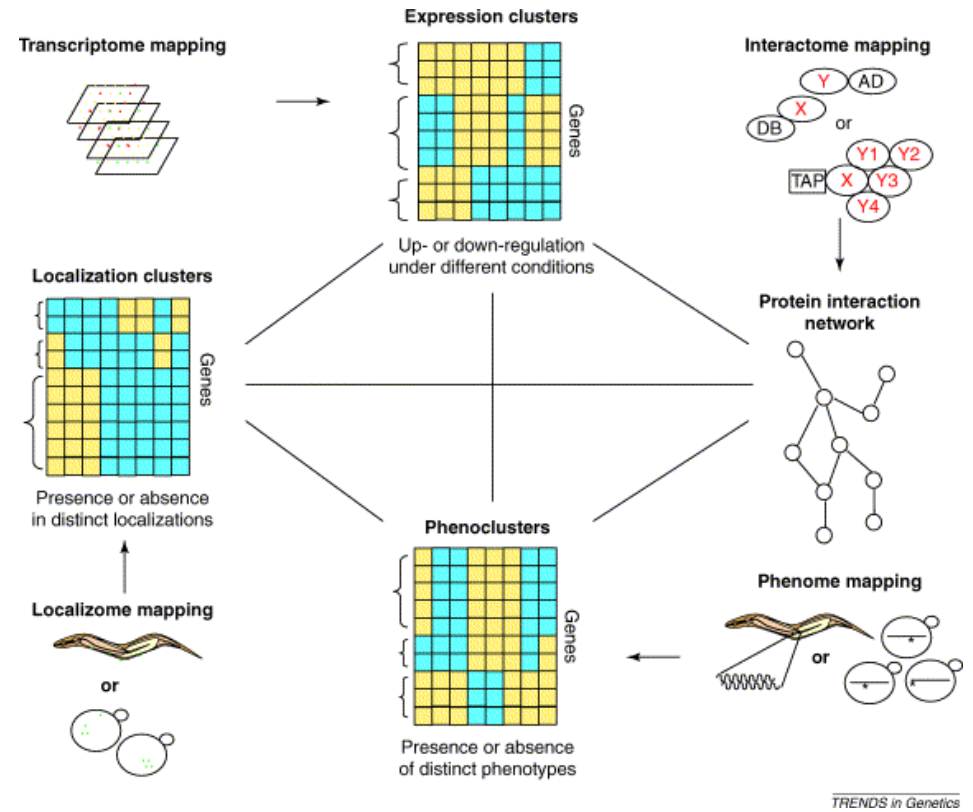 Expression clusters
Transcriptome mapping
Genes
Up- or down-regulation
under different conditions
Interactome mapping
Y
AD
X
DB
or
Y1
Y2
TAP
X
Y3
Y4
Localization clusters
Genes
Presence or absence
in distinct localizations
Protein interaction
network
Localizome mapping
or
Phenoclusters
Genes
Presence or absence
of distinct phenotypes
Phenome mapping
or
*
*
*
TRENDS in Genetics